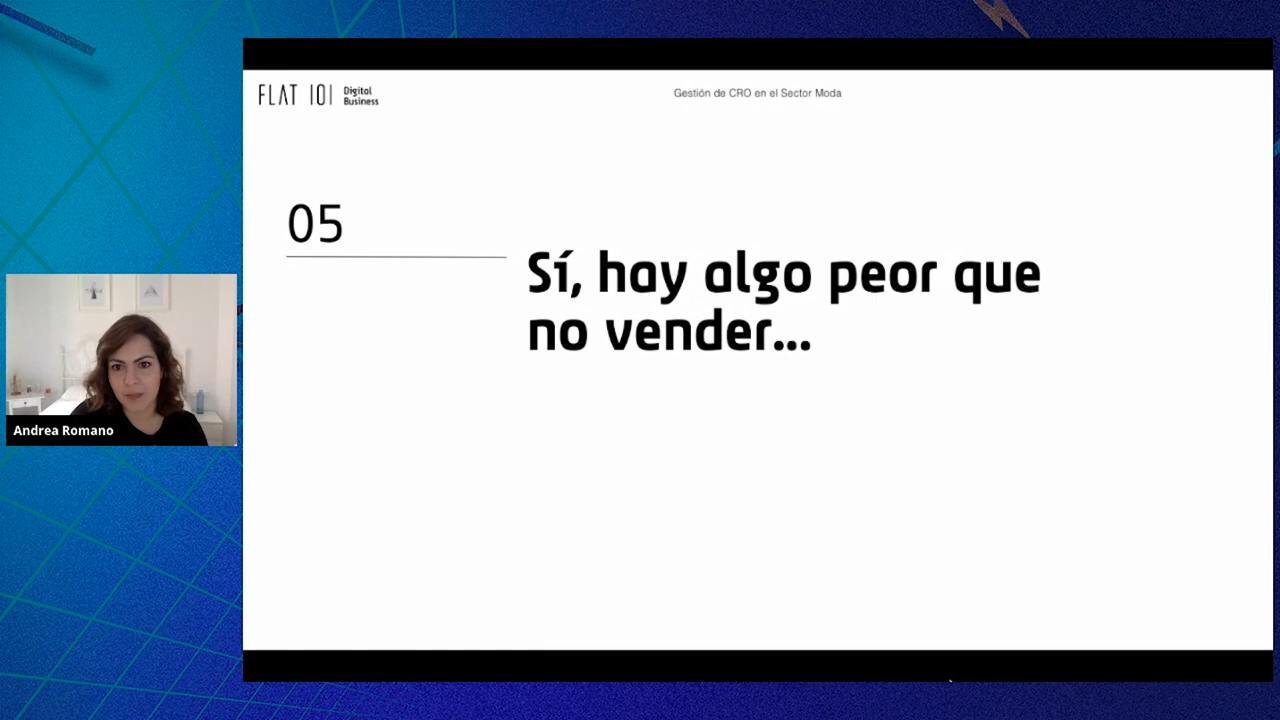 FLAT 101
Digital
Business
Gestión de CRO en el Sector Moda
05
Sí, hay algo peor que
no vender...
Andrea Romano